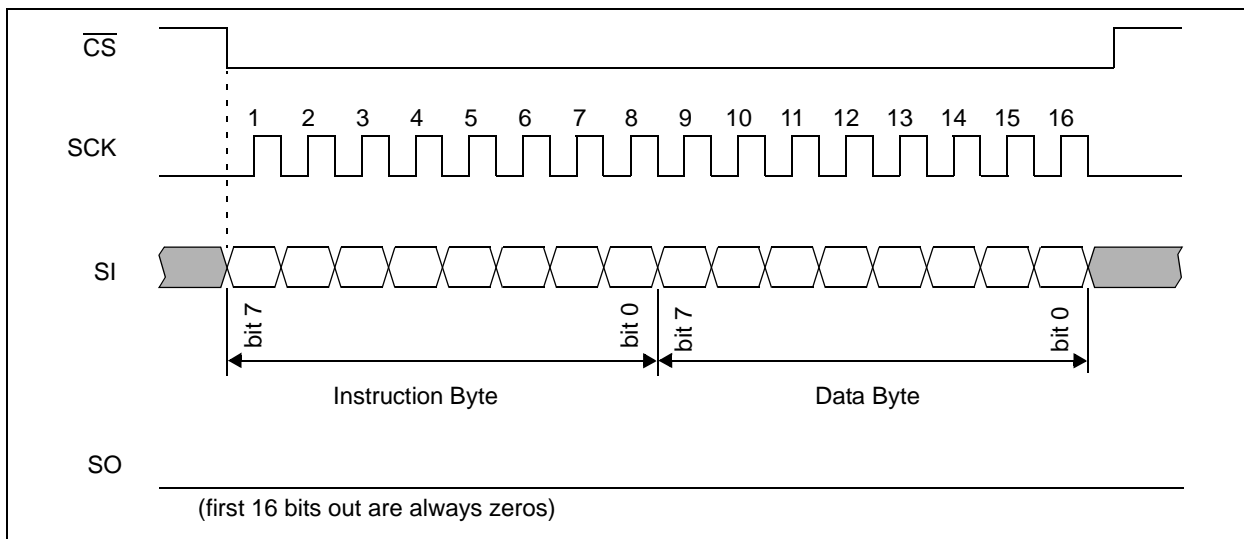 CS
1 2 3 4 5 6 7 8 9 10 11 12 13 14 15 16
SCK
SI
bit 7
bit 0
bit 7
bit 0
Instruction Byte
Data Byte
SO
(first 16 bits out are always zeros)